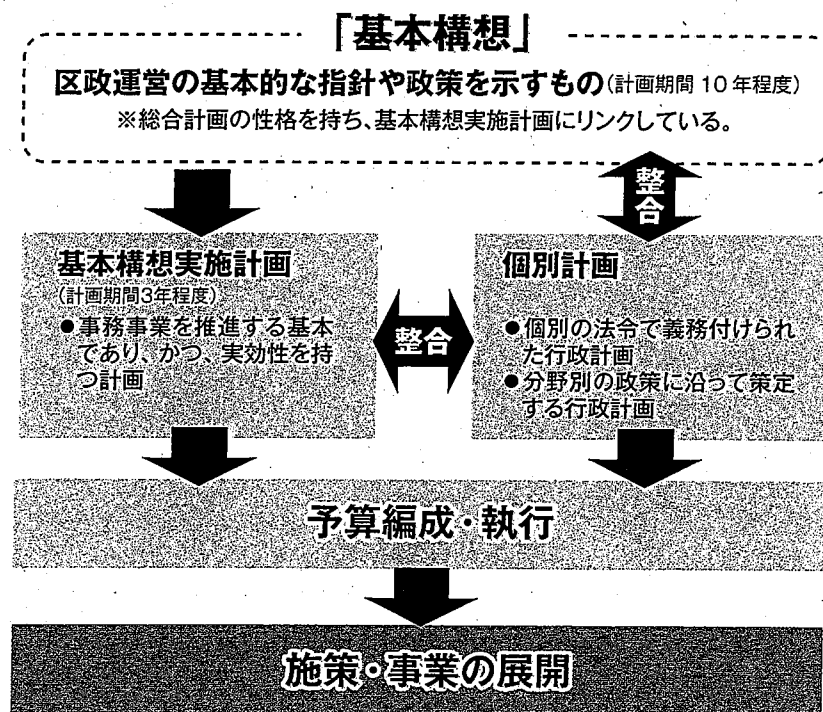 「基本構想」
区政運営の基本的な指針や政策を示すもの(計画期間10年程度)
※総合計画の性格を持ち、基本構想実施計画にリンクしている。
整合
基本構想実施計画
(計画期間3年程度)
●事務事業を推進する基本
であり、かつ、実効性を持
つ計画
整合
個別計画
●個別の法令で義務付けられ
た行政計画
●分野別の政策に沿って策定
する行政計画
予算編成・執行
施策・事業の展開